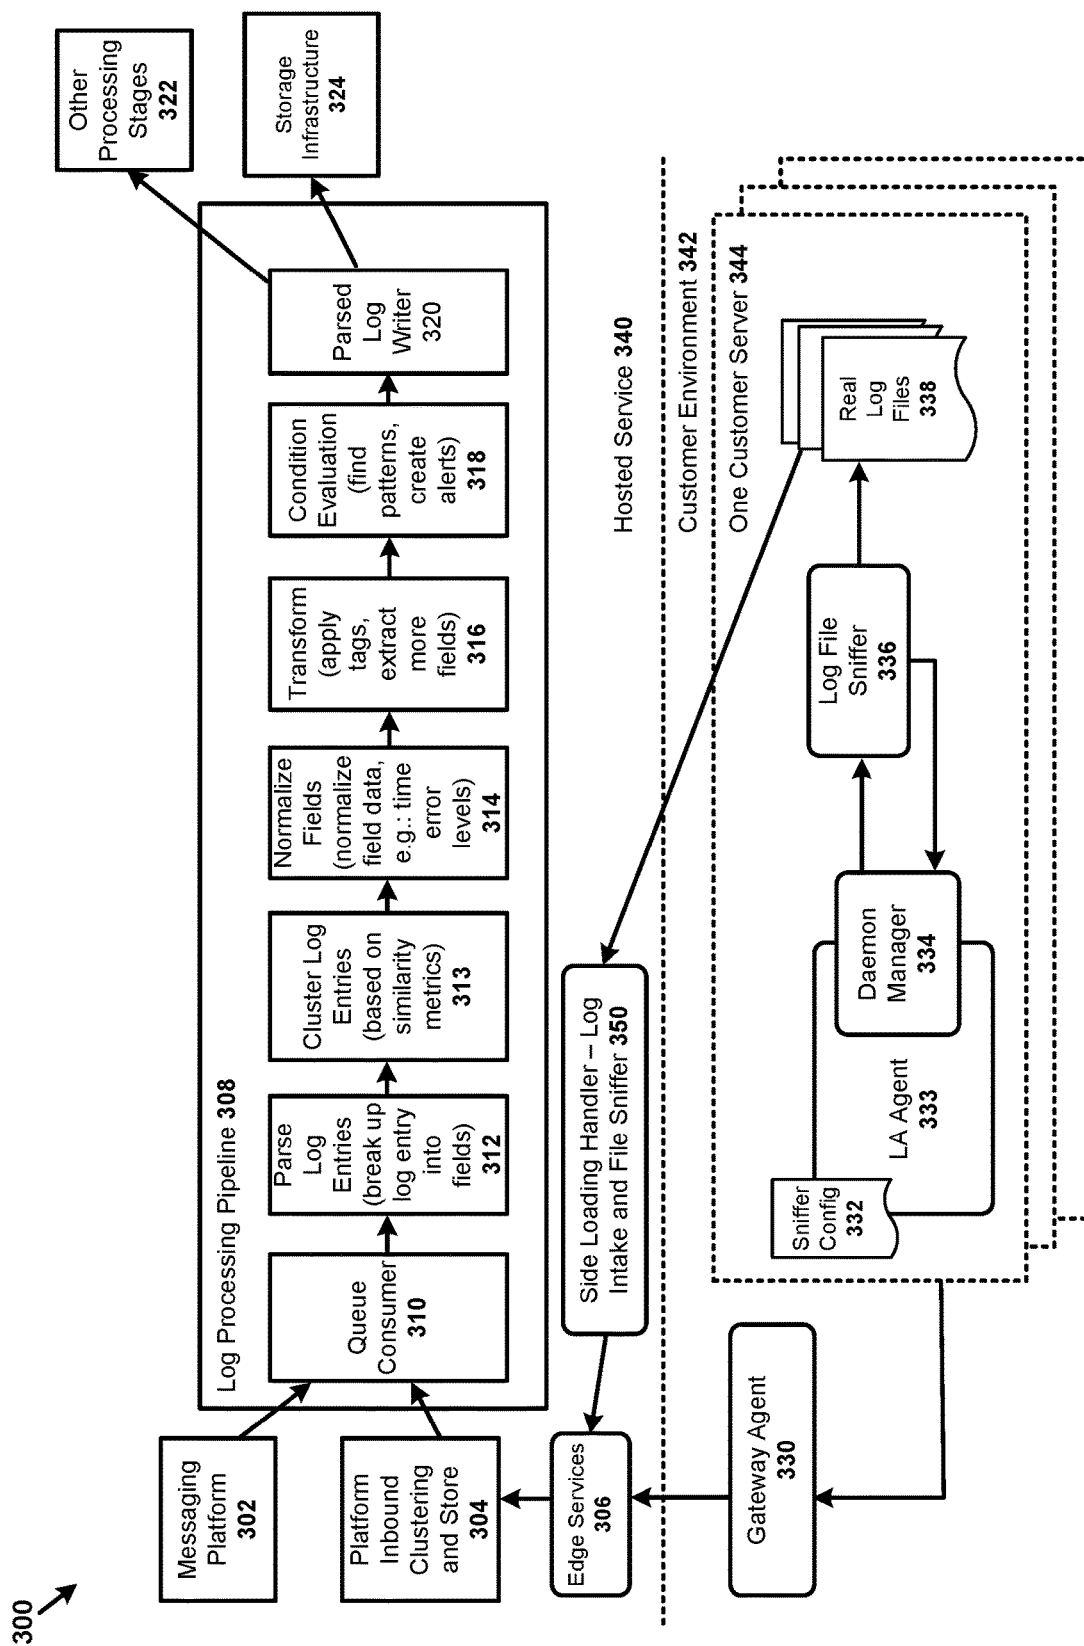 300
Messaging
Platform
302
Platform
Inbound
Clustering
and Store
304
Edge Services
306
Log Processing Pipeline 308
Queue
Consumer
310
Parse
Log
Entries
(break up
log entry
into
fields)
312
Cluster Log
Entries
(based on
similarity
metrics)
313
Normalize
Fields
(normalize
field data,
e.g.: time
error
levels)
314
Transform
(apply
tags,
extract
more
fields)
316
Condition
Evaluation
(find
patterns,
create
alerts)
318
Parsed
Log
Writer
320
Other
Processing
Stages
322
Storage
Infrastructure
324
Side Loading Handler – Log
Intake and File Sniffer 350
Hosted Service 340
Customer Environment 342
One Customer Server 344
Gateway Agent
330
Sniffer
Config
332
LA Agent
333
Daemon
Manager
334
Log File
Sniffer
336
Real
Log
Files
338